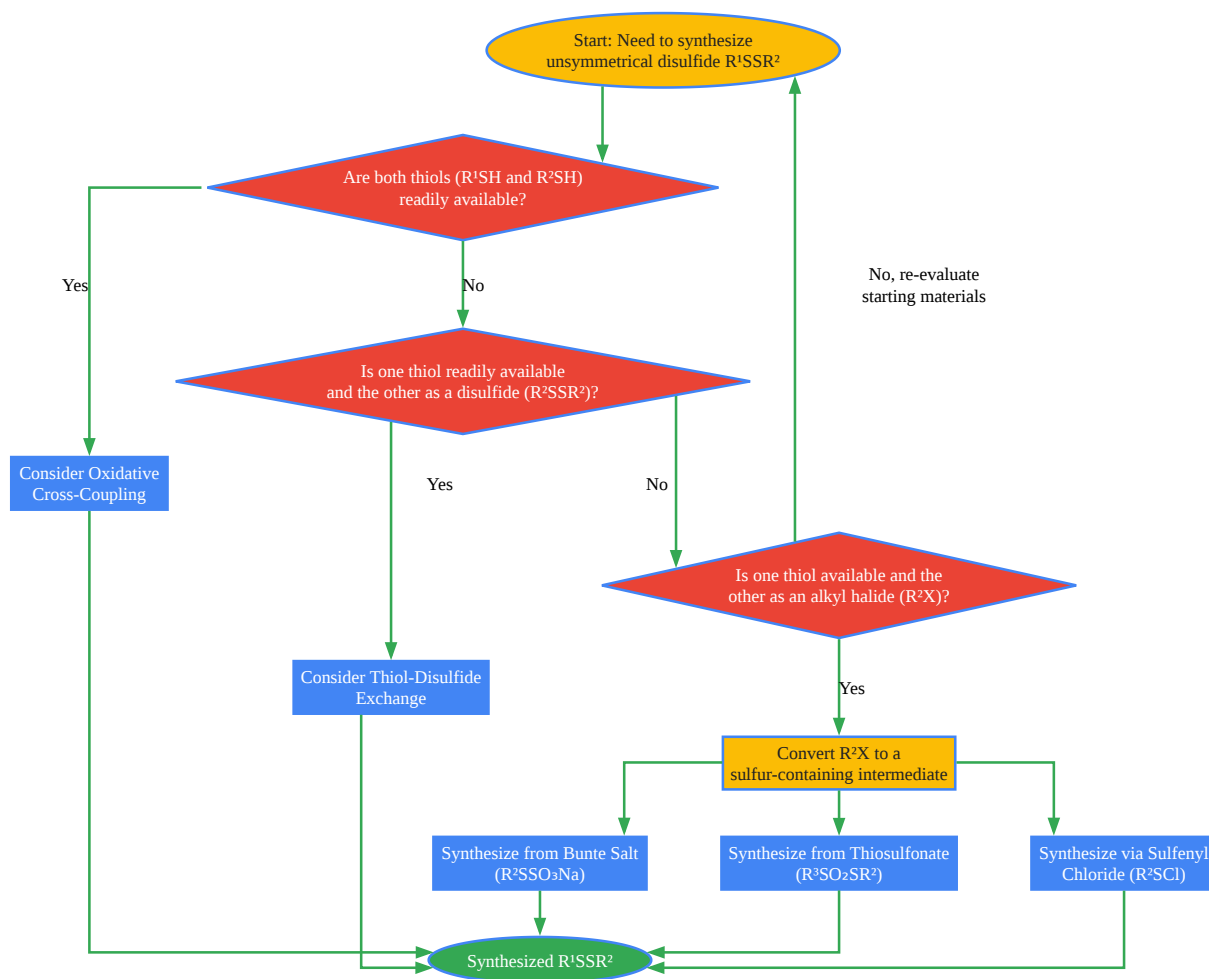 Start: Need to synthesize
unsymmetrical disulfide R¹SSR²
Are both thiols (R¹SH and R²SH)
readily available?
Yes
No
No, re-evaluate
starting materials
Is one thiol readily available
and the other as a disulfide (R²SSR²)?
Consider Oxidative
Cross-Coupling
Yes
No
Is one thiol available and the
other as an alkyl halide (R²X)?
Consider Thiol-Disulfide
Exchange
Yes
Convert R²X to a
sulfur-containing intermediate
Synthesize from Bunte Salt
(R²SSO₃Na)
Synthesize from Thiosulfonate
(R³SO₂SR²)
Synthesize via Sulfenyl
Chloride (R²SCl)
Synthesized R¹SSR²